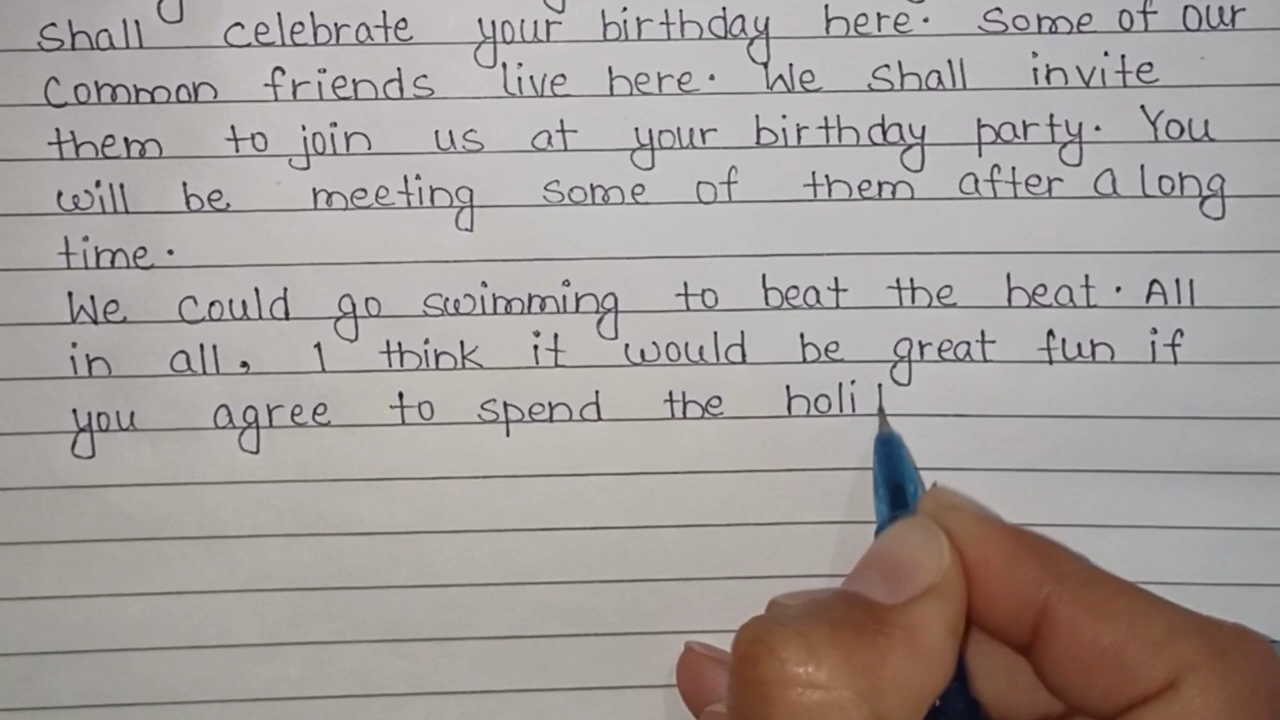 shall celebrate your birthday here. Some of our
common friends live here. We shall invite
them to join us at your birthday party. You
will be meeting some of them after a long
time.
We could go swimming to beat the heat. All
in all, I think it would be great fun if
you agree to spend the holi